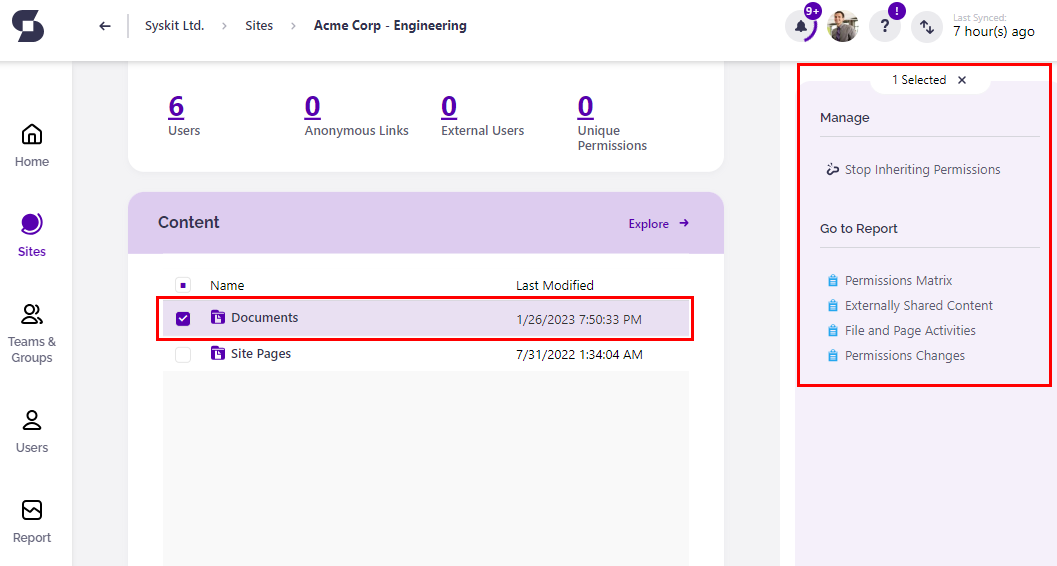 Syskit Ltd. > Sites > Acme Corp - Engineering
9+
?
!
Last Synced:
7 hour(s) ago
Home
Sites
Teams &
Groups
Users
Report
6
Users
0
Anonymous Links
0
External Users
0
Unique
Permissions
Content
Explore →
Name Last Modified
Documents 1/26/2023 7:50:33 PM
Site Pages 7/31/2022 1:34:04 AM
1 Selected ×
Manage
Stop Inheriting Permissions
Go to Report
Permissions Matrix
Externally Shared Content
File and Page Activities
Permissions Changes